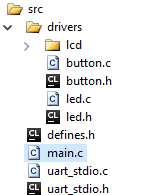 src
drivers
lcd
button.c
button.h
led.c
led.h
defines.h
main.c
uart_stdio.c
uart_stdio.h